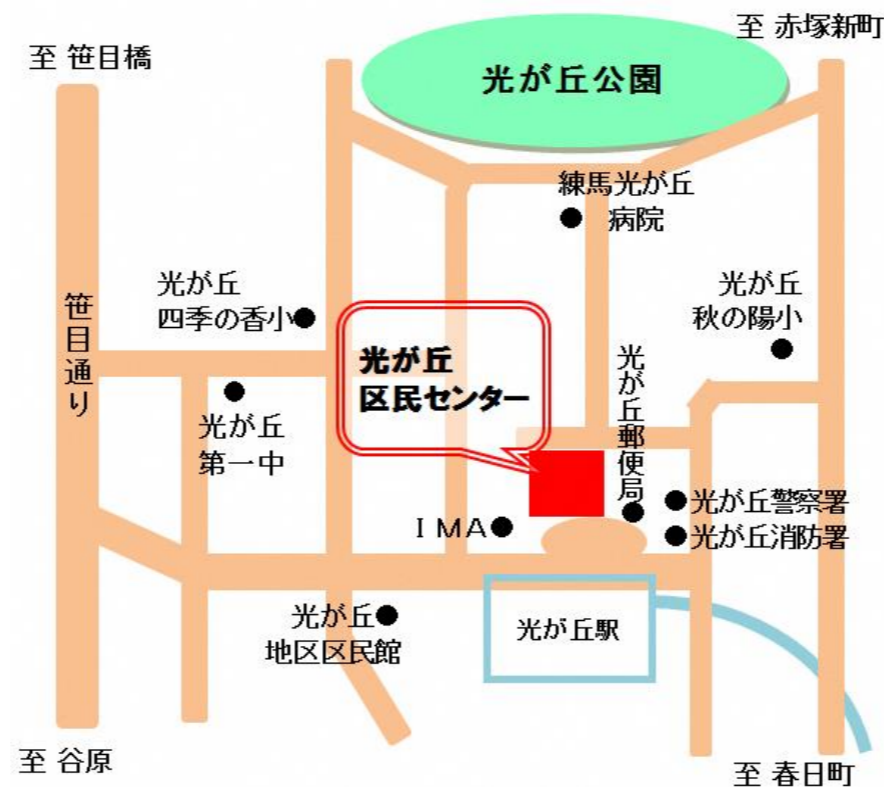 至 赤塚新町
至 笹目橋
光が丘公園
練馬光が丘
病院
光が丘
四季の香小
光が丘
秋の陽小
笹目通り
光が丘
区民センター
光が丘郵便局
光が丘
第一中
光が丘警察署
ＩＭＡ
光が丘消防署
光が丘
地区区民館
光が丘駅
至 谷原
至 春日町